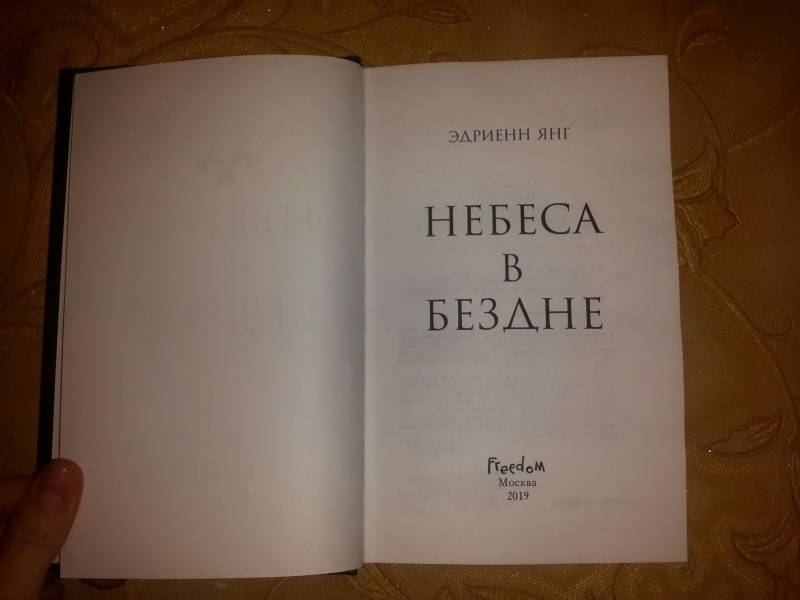 ЭДРИЕНН ЯНГ
НЕБЕСА
В
БЕЗДНЕ
Freedom
Москва
2019